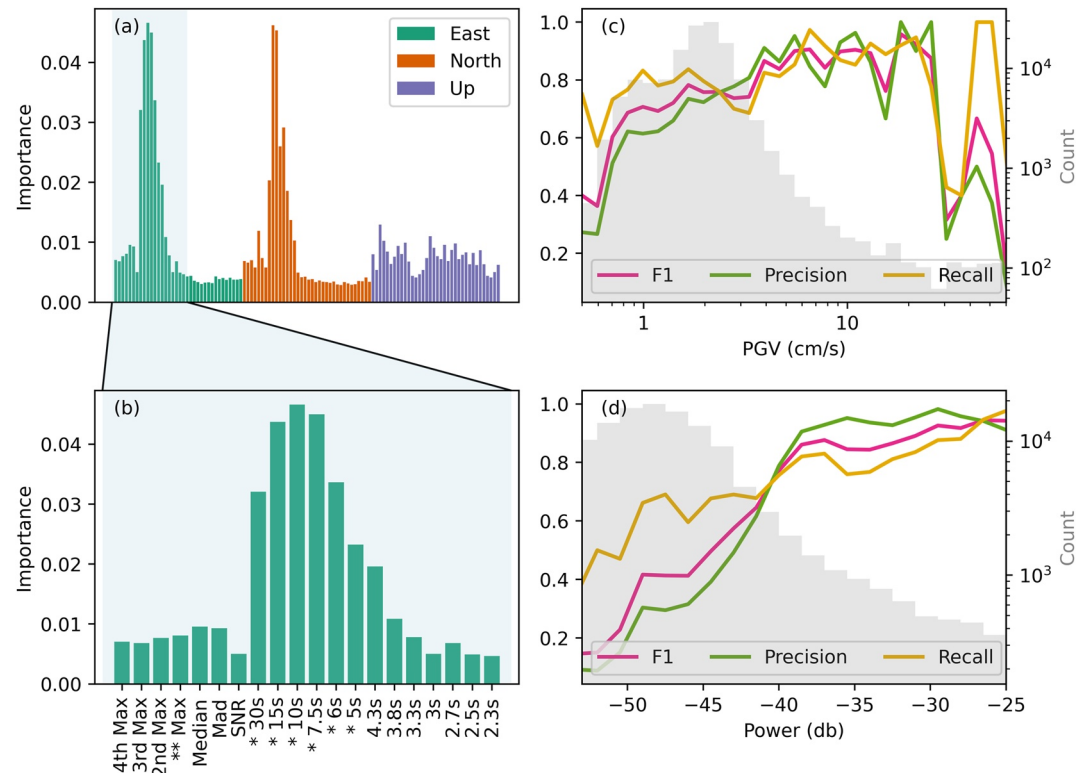 (a)
East
North
Up
0.04
0.03
0.02
0.01
0.00
Importance
(c)
1.0
0.8
0.6
0.4
0.2
10⁴
10³
10²
Count
F1 Precision Recall
1 10
PGV (cm/s)
(b)
0.04
0.03
0.02
0.01
0.00
Importance
4th Max
3rd Max
2nd Max
** Max
Median
Mad
SNR
* 30s
* 15s
* 10s
* 7.5s
* 6s
* 5s
4.3s
3.8s
3.3s
3s
2.7s
2.5s
2.3s
(d)
1.0
0.8
0.6
0.4
0.2
10⁴
10³
Count
F1 Precision Recall
−50 −45 −40 −35 −30 −25
Power (db)